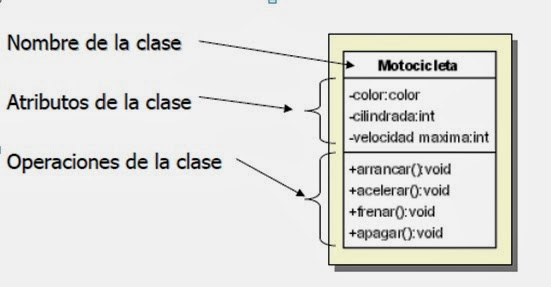 Nombre de la clase
Motocicleta
Atributos de la clase
-color:color
-cilindrada:int
-velocidad maxima:int
Operaciones de la clase
+arrancar():void
+acelerar():void
+frenar():void
+apagar():void